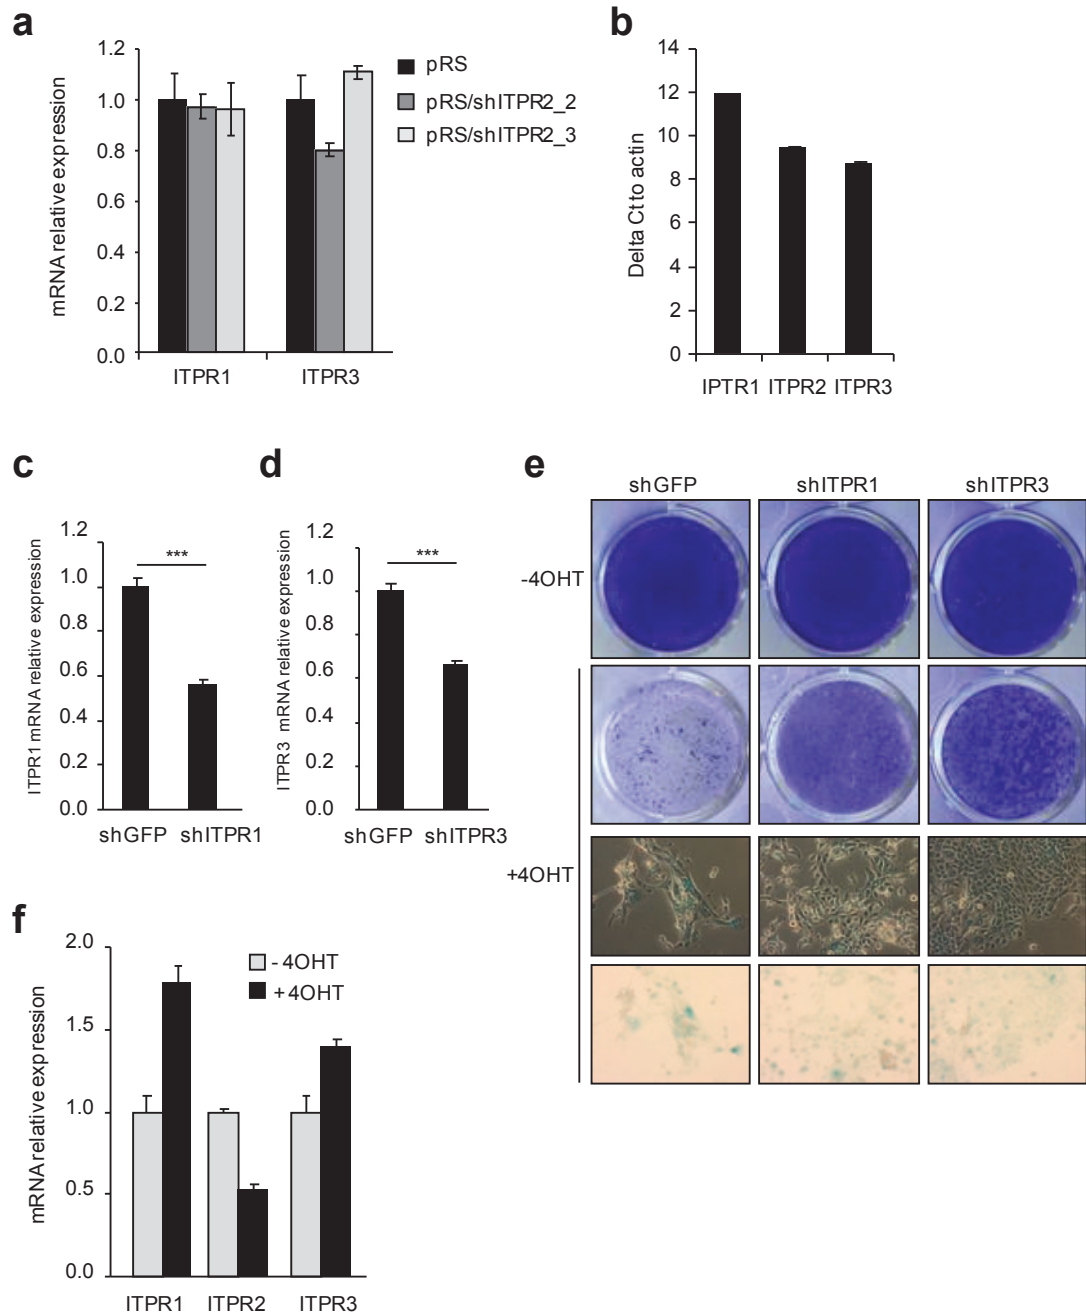 a
1.2
1.0
0.8
0.6
0.4
0.2
0.0
mRNA relative expression
ITPR1 ITPR3
pRS
pRS/shITPR2_2
pRS/shITPR2_3
b
14
12
10
8
6
4
2
0
Delta Ct to actin
IPTR1 ITPR2 ITPR3
c
1.2
1.0
0.8
0.6
0.4
0.2
0.0
ITPR1 mRNA relative expression
***
shGFP shITPR1
d
1.2
1.0
0.8
0.6
0.4
0.2
0.0
ITPR3 mRNA relative expression
***
shGFP shITPR3
e
shGFP shITPR1 shITPR3
-4OHT
+4OHT
f
2.0
1.5
1.0
0.5
0.0
mRNA relative expression
- 4OHT
+4OHT
ITPR1 ITPR2 ITPR3